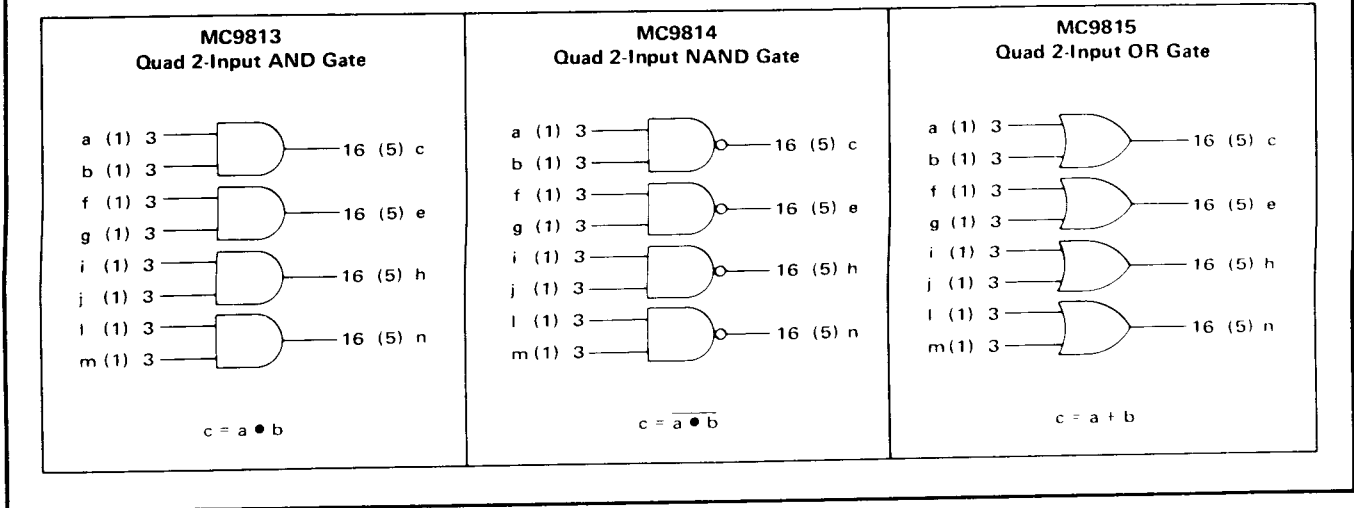 MC9813
Quad 2-Input AND Gate
a (1) 3
b (1) 3
16 (5) c
f (1) 3
g (1) 3
16 (5) e
i (1) 3
j (1) 3
16 (5) h
l (1) 3
m (1) 3
16 (5) n
c = a • b
MC9814
Quad 2-Input NAND Gate
a (1) 3
b (1) 3
16 (5) c
f (1) 3
g (1) 3
16 (5) e
i (1) 3
j (1) 3
16 (5) h
l (1) 3
m (1) 3
16 (5) n
c = a̅ ̅•̅ ̅b̅
MC9815
Quad 2-Input OR Gate
a (1) 3
b (1) 3
16 (5) c
f (1) 3
g (1) 3
16 (5) e
i (1) 3
j (1) 3
16 (5) h
l (1) 3
m (1) 3
16 (5) n
c = a + b